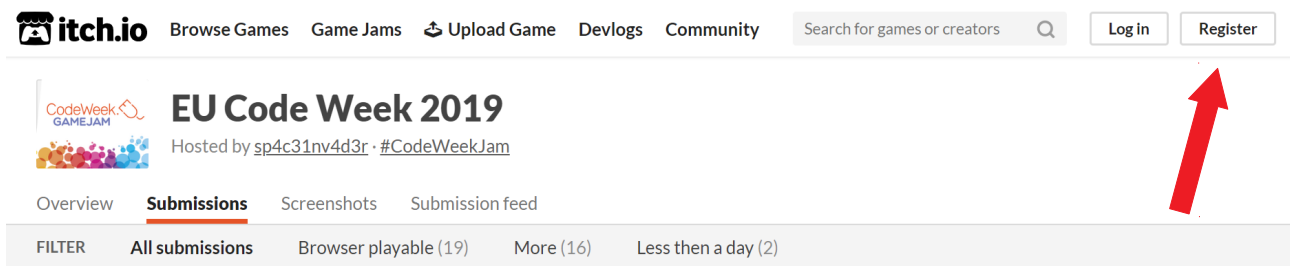 itch.io Browse Games Game Jams Upload Game Devlogs Community Search for games or creators Log in Register
CodeWeek
GAMEJAM
EU Code Week 2019
Hosted by sp4c31nv4d3r · #CodeWeekJam
Overview Submissions Screenshots Submission feed
FILTER All submissions Browser playable (19) More (16) Less then a day (2)